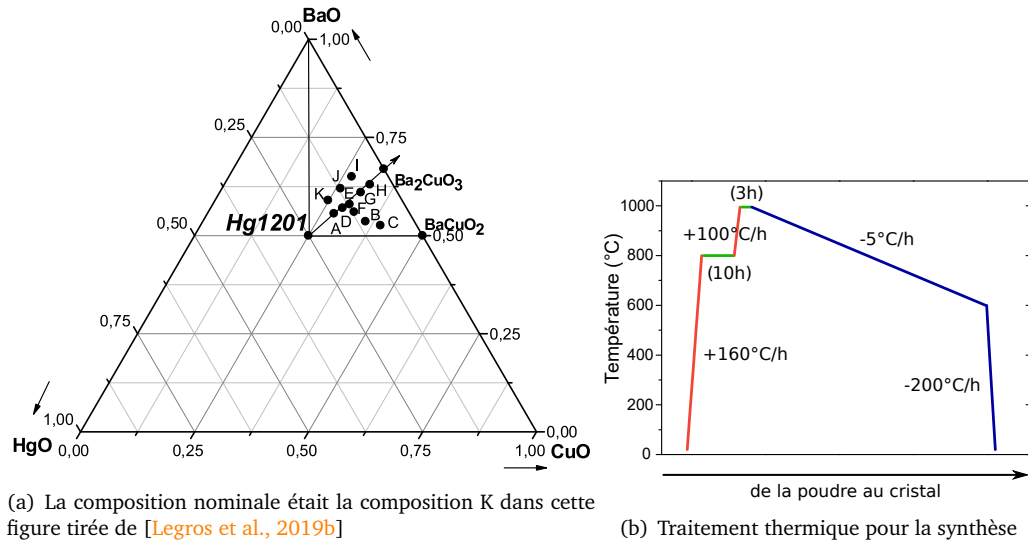 0,00
BaO
1,00
0,25
0,75
I
J
K
E
H
Ba₂CuO₃
G
Hg1201
F
D
B
C
BaCuO₂
A
0,50
0,50
0,75
0,25
1,00
0,00
HgO
CuO
0,00
0,25
0,50
0,75
1,00
(a) La composition nominale était la composition K dans cette
figure tirée de [Legros et al., 2019b]
Température (°C)
1000
800
600
400
200
0
(3h)
+100°C/h
-5°C/h
(10h)
+160°C/h
-200°C/h
de la poudre au cristal
(b) Traitement thermique pour la synthèse